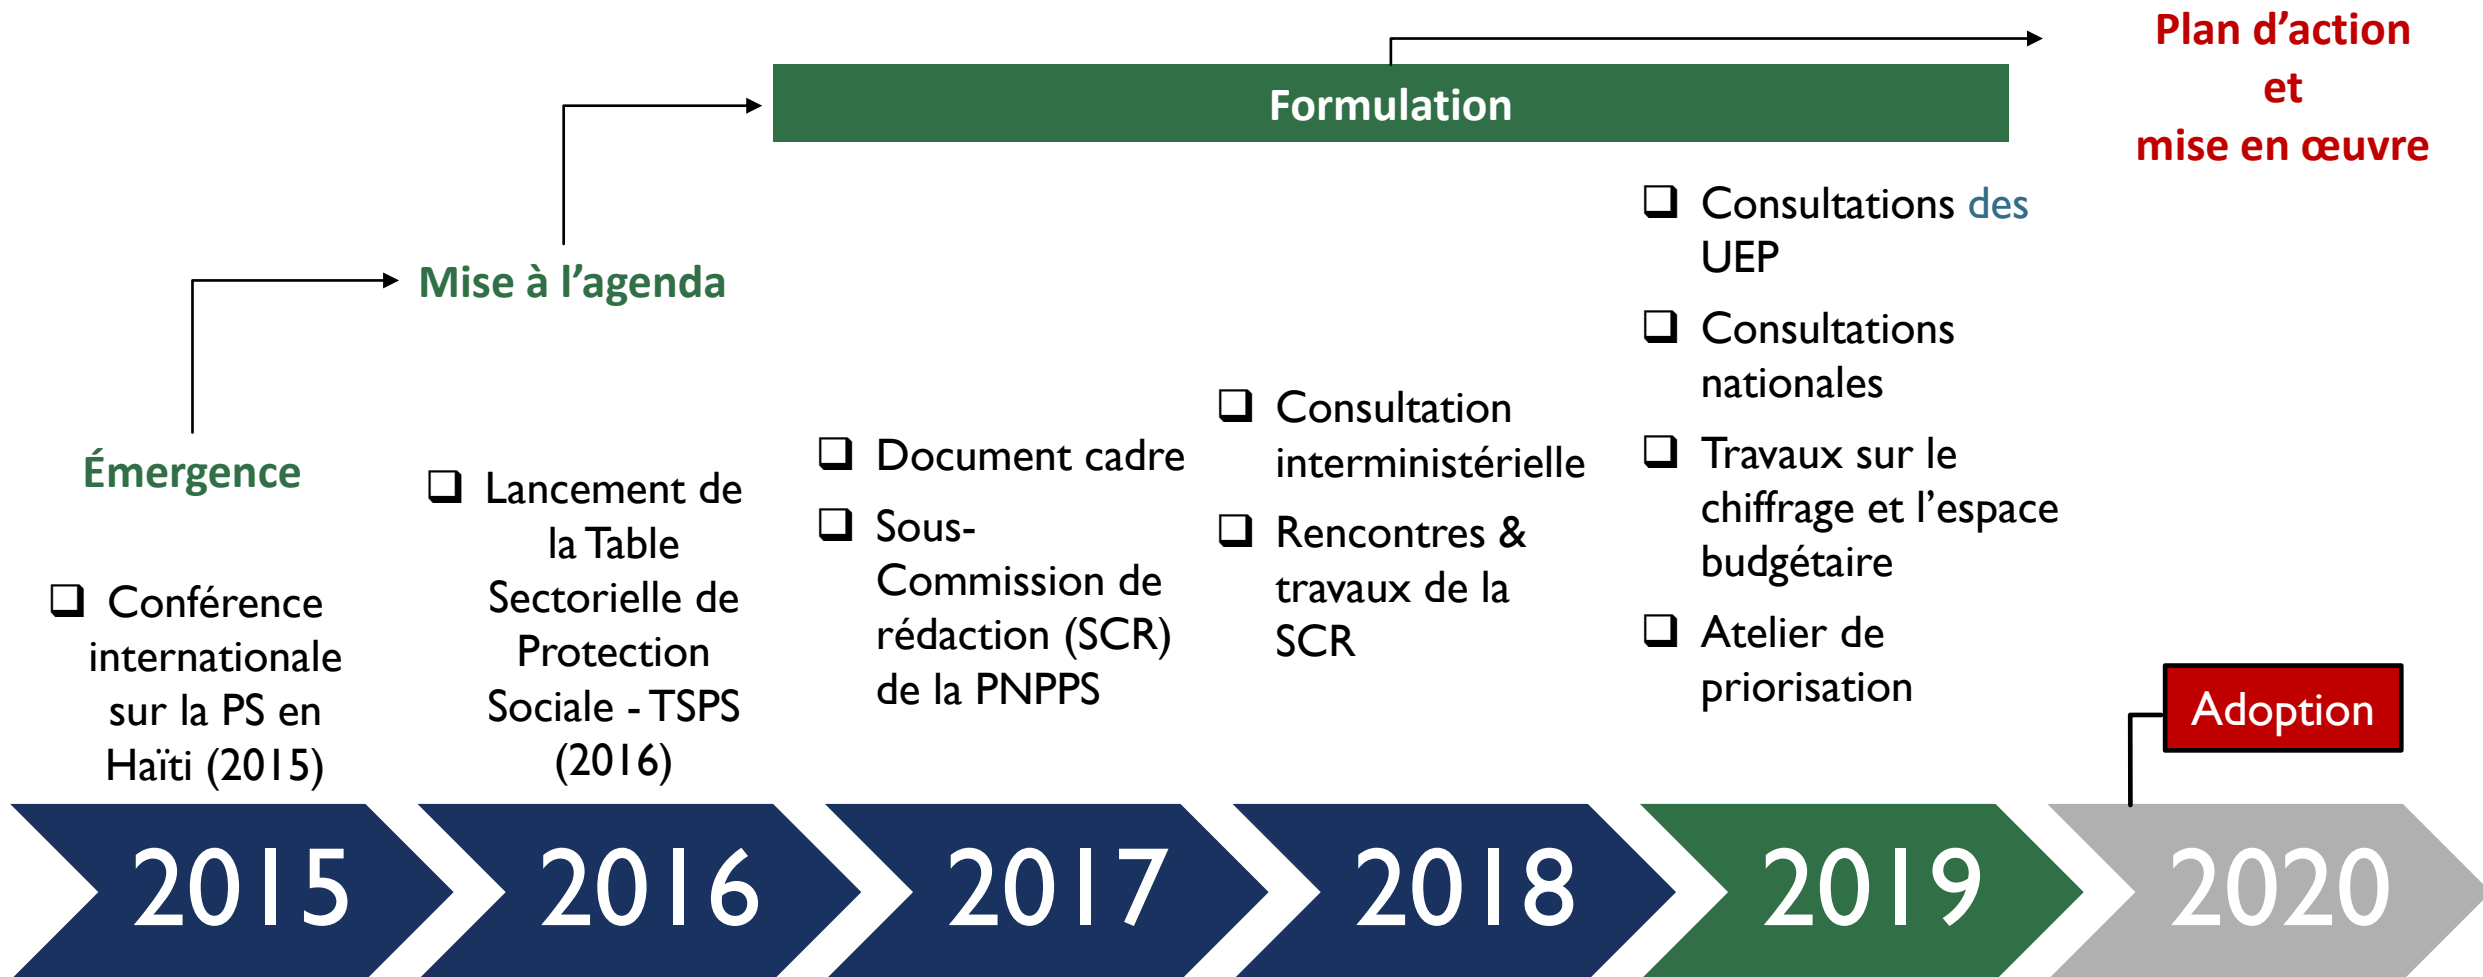 Plan d’action
et
mise en œuvre
Formulation
Mise à l’agenda
Émergence
❑ Conférence
internationale
sur la PS en
Haïti (2015)
❑ Lancement de
la Table
Sectorielle de
Protection
Sociale - TSPS
(2016)
❑ Document cadre
❑ Sous-
Commission de
rédaction (SCR)
de la PNPPS
❑ Consultation
interministérielle
❑ Rencontres &
travaux de la
SCR
❑ Consultations des
UEP
❑ Consultations
nationales
❑ Travaux sur le
chiffrage et l’espace
budgétaire
❑ Atelier de
priorisation
Adoption
2015
2016
2017
2018
2019
2020